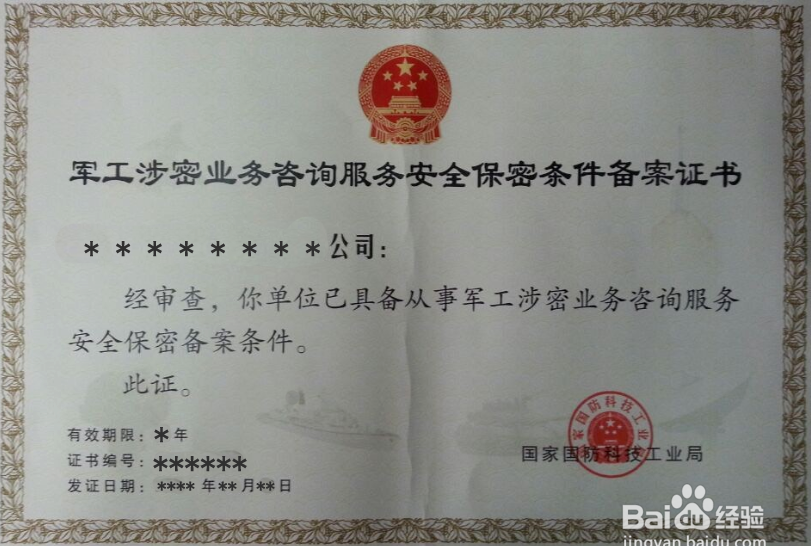 军工涉密业务咨询服务安全保密条件备案证书
********公司：
经审查，你单位已具备从事军工涉密业务咨询服务
安全保密备案条件。
此证。
有效期限：*年
证书编号：******
发证日期：****年**月**日
国家国防科技工业局
国家国防科技工业局
Bai du 经验
jingyan.baidu.com